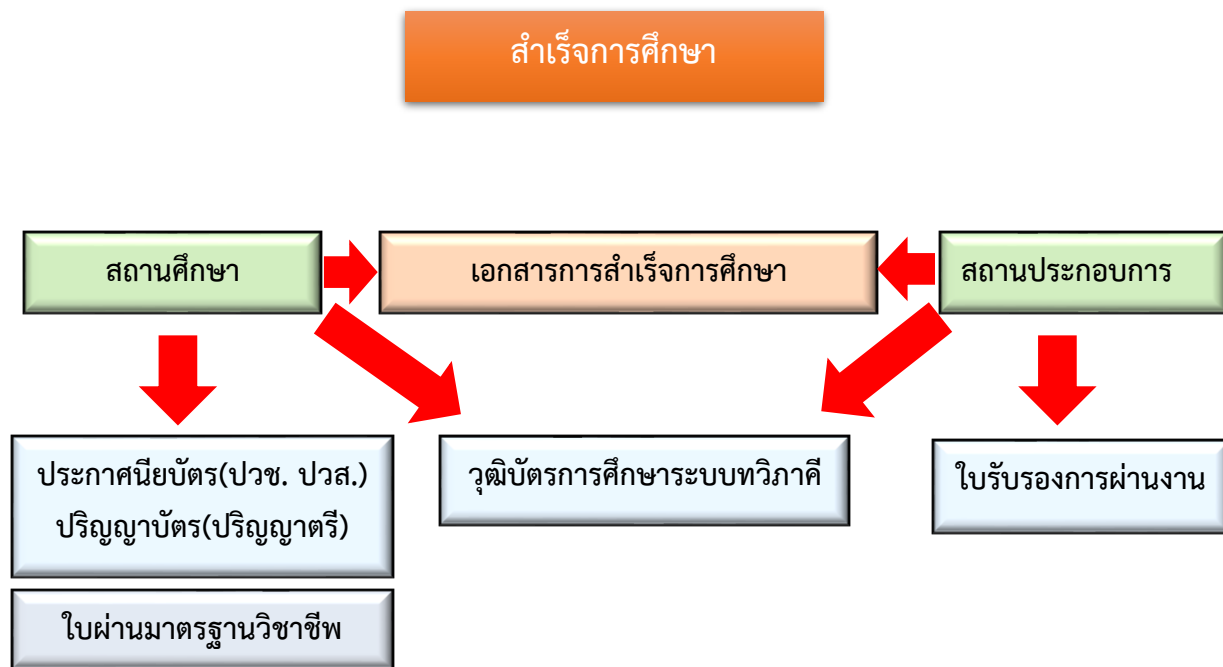 สำเร็จการศึกษา
สถานศึกษา
เอกสารการสำเร็จการศึกษา
สถานประกอบการ
ประกาศนียบัตร(ปวช. ปวส.)
ปริญญาบัตร(ปริญญาตรี)
วุฒิบัตรการศึกษาระบบทวิภาคี
ใบรับรองการผ่านงาน
ใบผ่านมาตรฐานวิชาชีพ